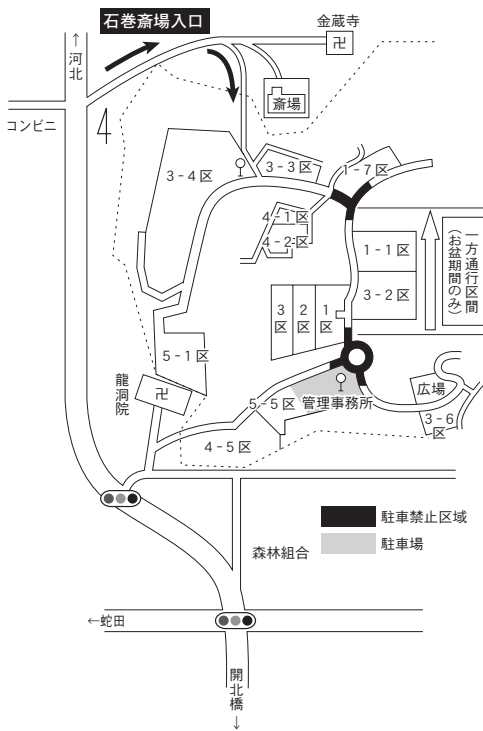 石巻斎場入口
金蔵寺
卍
↑河北
斎場
コンビニ
3-4区
3-3区
1-7区
4-1区
4-2区
1-1区
3-2区
一方通行区間
(お盆期間のみ)
3区
2区
1区
5-1区
龍洞院
卍
5-5区
管理事務所
広場
3-6区
4-5区
駐車禁止区域
駐車場
森林組合
←蛇田
開北橋↓